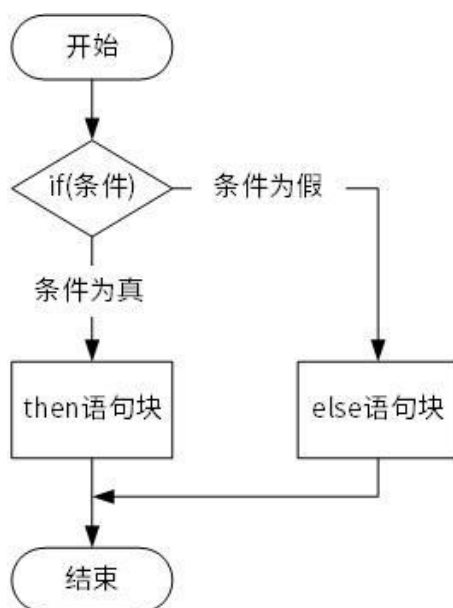 开始
if(条件)
条件为假
条件为真
then语句块
else语句块
结束